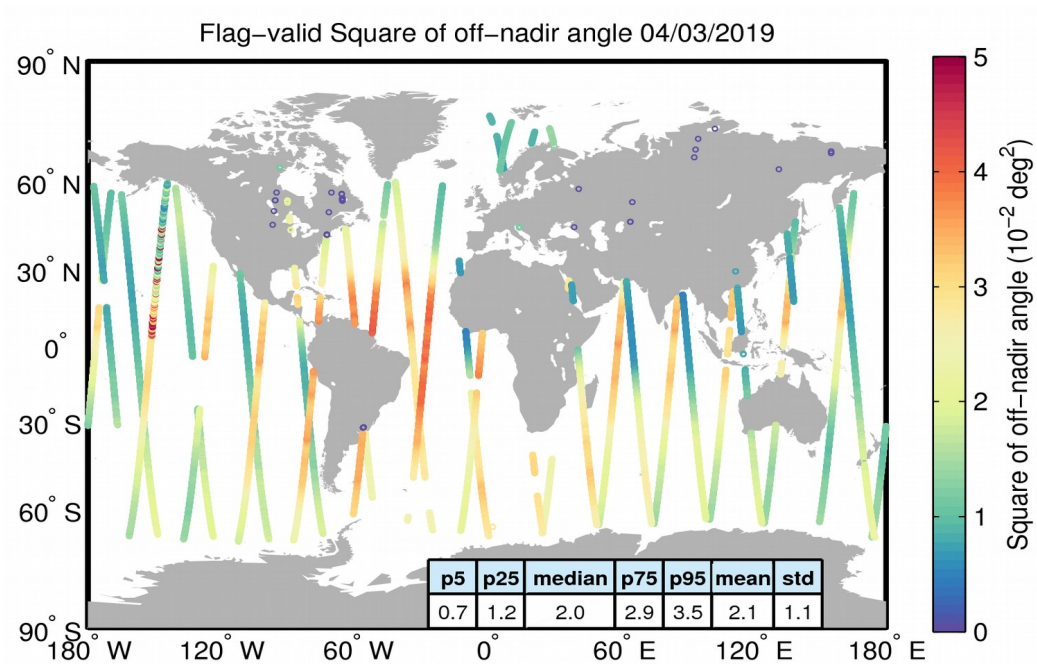 Flag−valid Square of off−nadir angle 04/03/2019
90° N
60° N
30° N
0°
30° S
60° S
90° S
180° W
120° W
60° W
0°
60° E
120° E
180° E
p5 p25 median p75 p95 mean std
0.7 1.2 2.0 2.9 3.5 2.1 1.1
5
4
3
2
1
0
Square of off−nadir angle (10⁻² deg²)